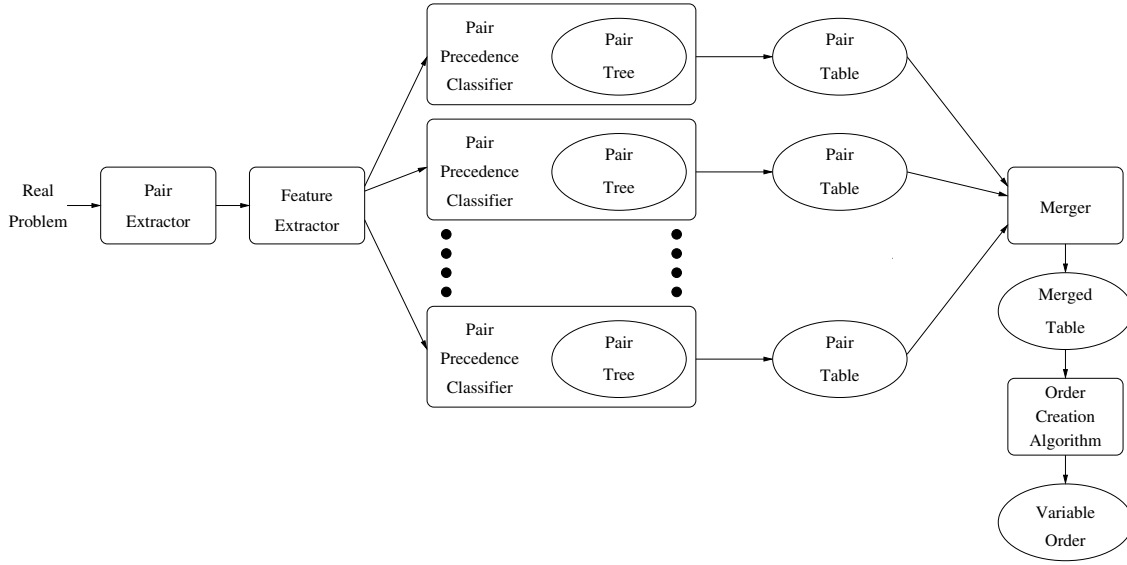 Real
Problem
Pair
Extractor
Feature
Extractor
Pair
Precedence
Classifier
Pair
Tree
Pair
Table
Pair
Precedence
Classifier
Pair
Tree
Pair
Table
Pair
Precedence
Classifier
Pair
Tree
Pair
Table
Merger
Merged
Table
Order
Creation
Algorithm
Variable
Order